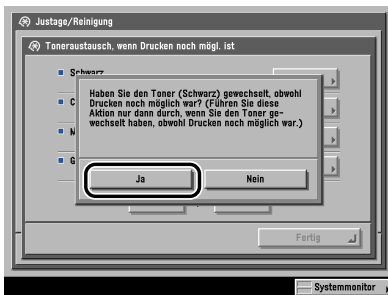 Justage/Reinigung
Toneraustausch, wenn Drucken noch mögl. ist
Schwarz
Haben Sie den Toner (Schwarz) gewechselt, obwohl
Drucken noch möglich war? (Führen Sie diese
Aktion nur dann durch, wenn Sie den Toner ge-
wechselt haben, obwohl Drucken noch möglich war.)
C
M
G
Ja
Nein
Fertig
Systemmonitor